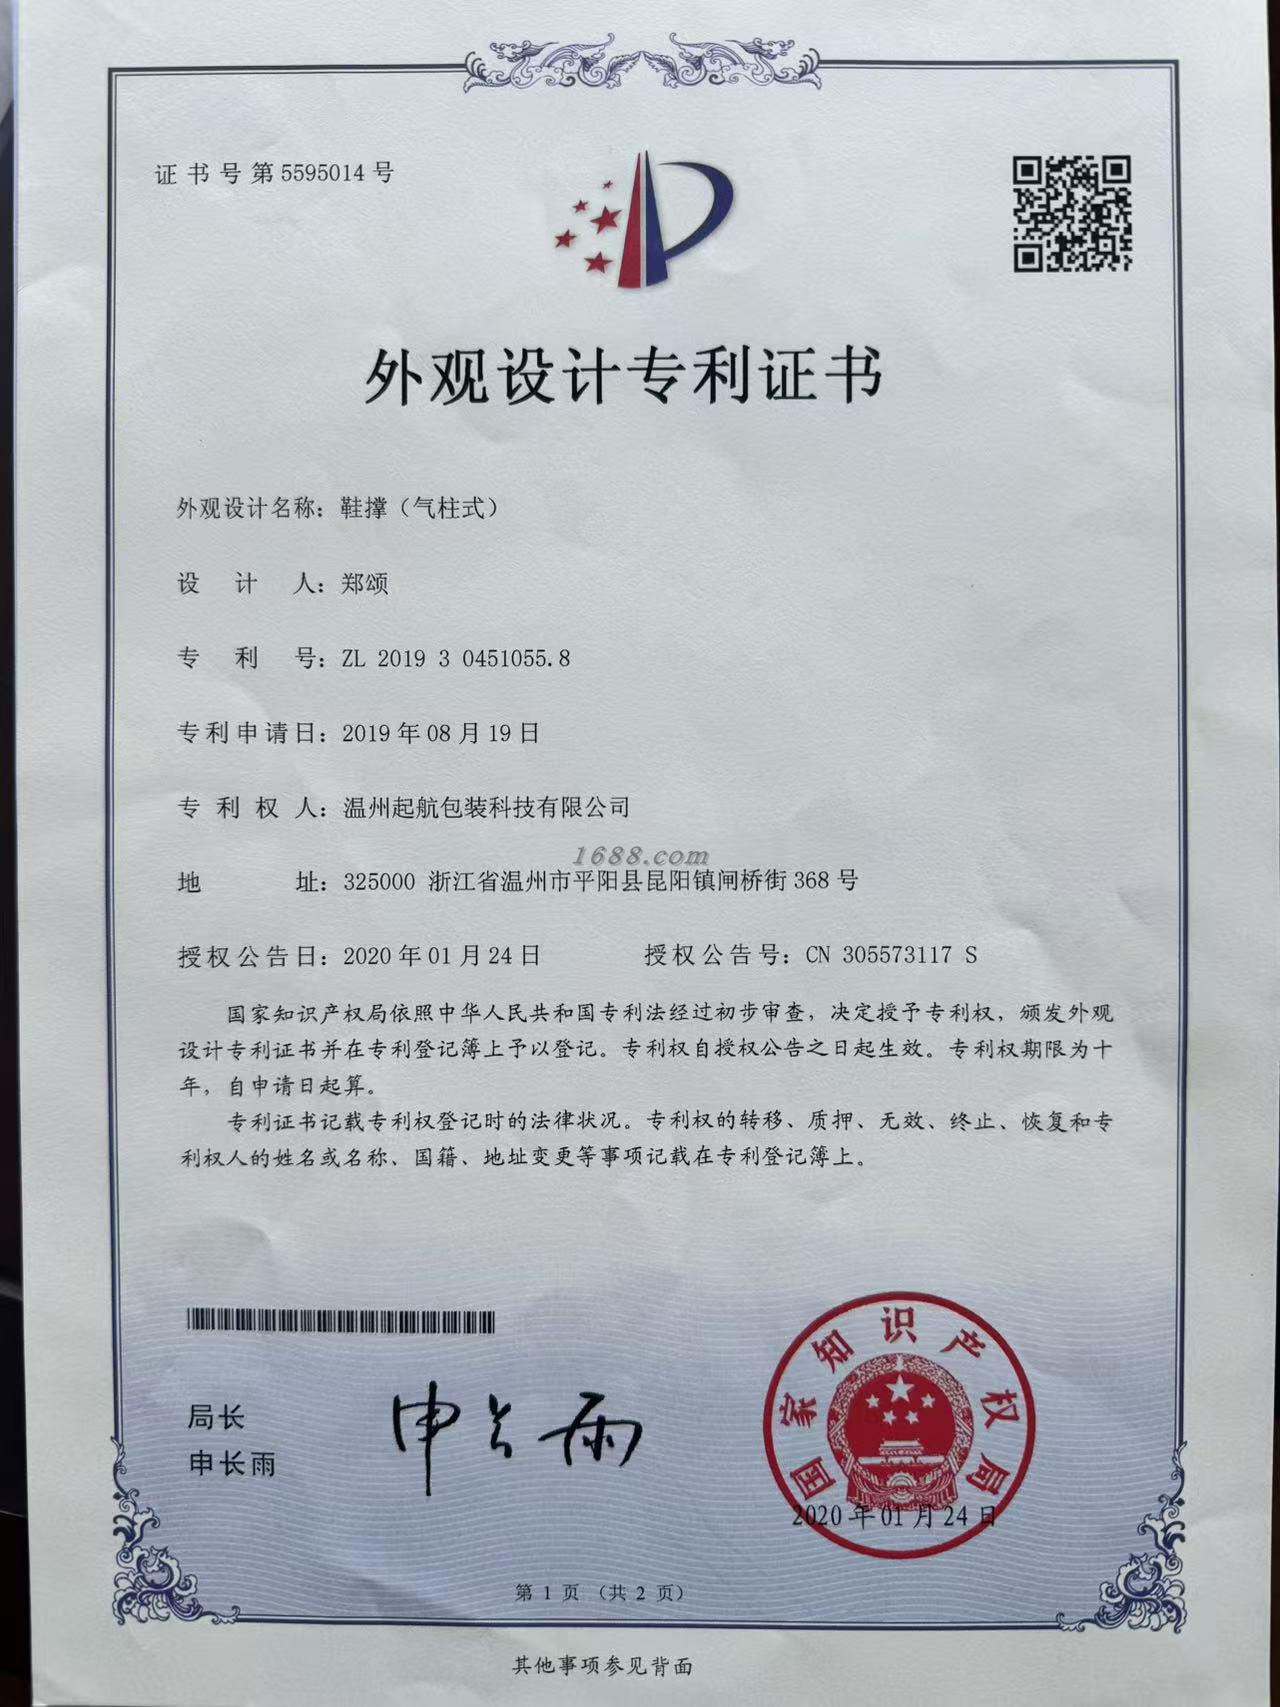 证书号第5595014号
外观设计专利证书
外观设计名称：鞋撑（气柱式）
设计人：郑颂
专利号：ZL 2019 3 0451055.8
专利申请日：2019年08月19日
专利权人：温州起航包装科技有限公司
1688.com
地址：325000 浙江省温州市平阳县昆阳镇闸桥街368号
授权公告日：2020年01月24日 授权公告号：CN 305573117 S
国家知识产权局依照中华人民共和国专利法经过初步审查，决定授予专利权，颁发外观
设计专利证书并在专利登记簿上予以登记。专利权自授权公告之日起生效。专利权期限为十
年，自申请日起算。
专利证书记载专利权登记时的法律状况。专利权的转移、质押、无效、终止、恢复和专
利权人的姓名或名称、国籍、地址变更等事项记载在专利登记簿上。
局长
申长雨
申长雨
国家知识产权局
2020年01月24日
第 1 页 （共 2 页）
其他事项参见背面